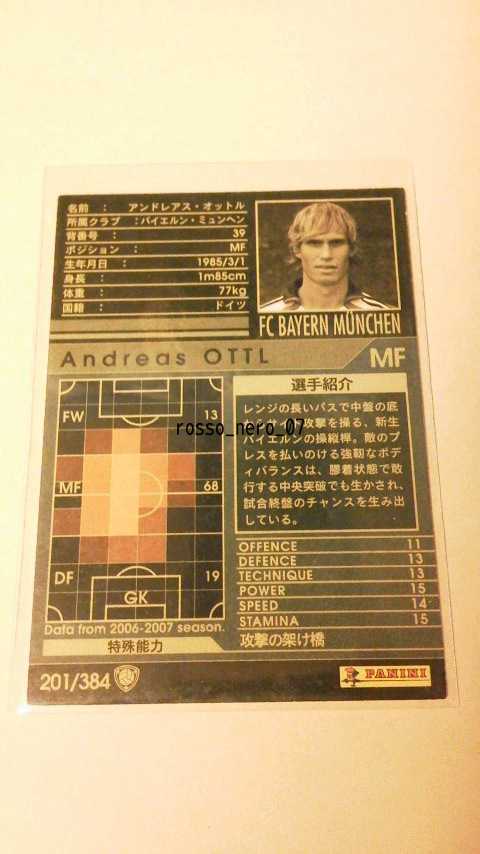 名前 : アンドレアス・オットル
所属クラブ :バイエルン・ミュンヘン
背番号 : 39
ポジション : MF
生年月日 : 1985/3/1
身長 : 1m85cm
体重 : 77kg
国籍 : ドイツ
FC BAYERN MÜNCHEN
Andreas OTTL MF
FW 13
MF 68
DF 19
GK
Data from 2006-2007 season.
選手紹介
レンジの長いパスで中盤の底
攻撃を操る、新生
rosso_nero_07
バイエルンの操縦桿。敵のプ
レスを払いのける強靭なボデ
ィバランスは、膠着状態で敢
行する中央突破でも生かされ、
試合終盤のチャンスを生み出
している。
OFFENCE 11
DEFENCE 13
TECHNIQUE 13
POWER 15
SPEED 14
STAMINA 15
特殊能力 攻撃の架け橋
201/384
PANINI